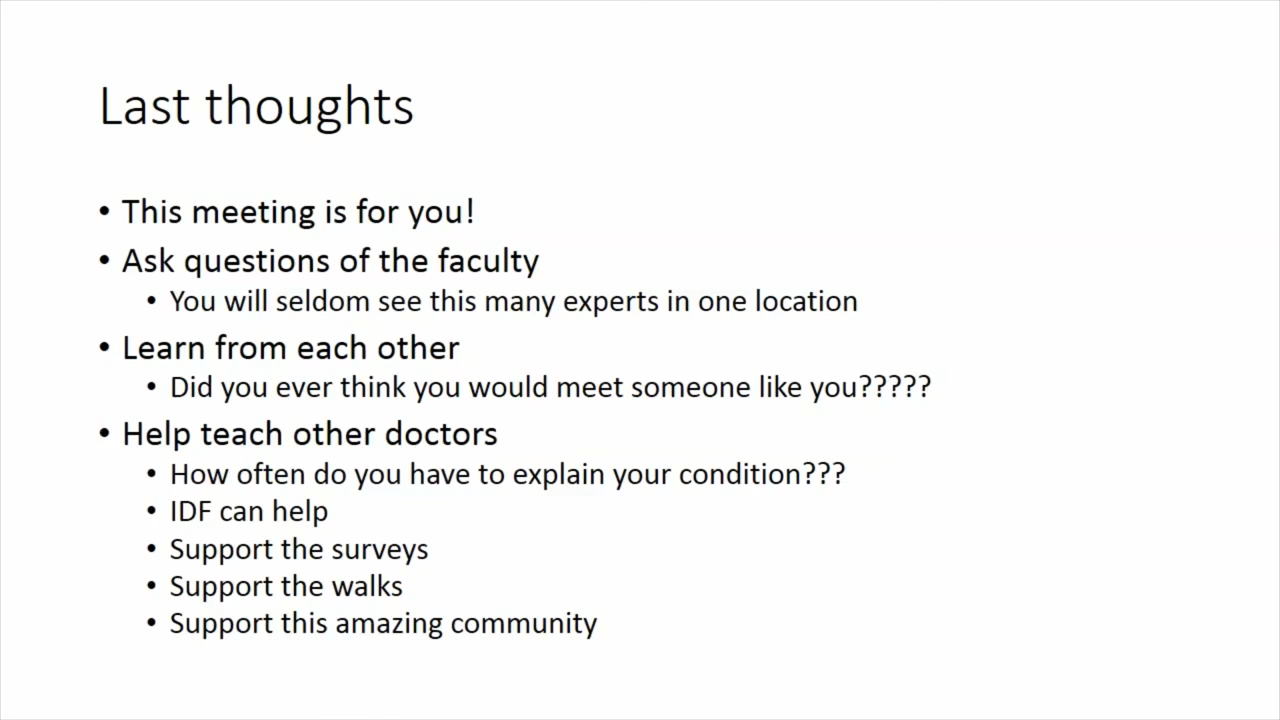 Last thoughts
• This meeting is for you!
• Ask questions of the faculty
• You will seldom see this many experts in one location
• Learn from each other
• Did you ever think you would meet someone like you?????
• Help teach other doctors
• How often do you have to explain your condition???
• IDF can help
• Support the surveys
• Support the walks
• Support this amazing community